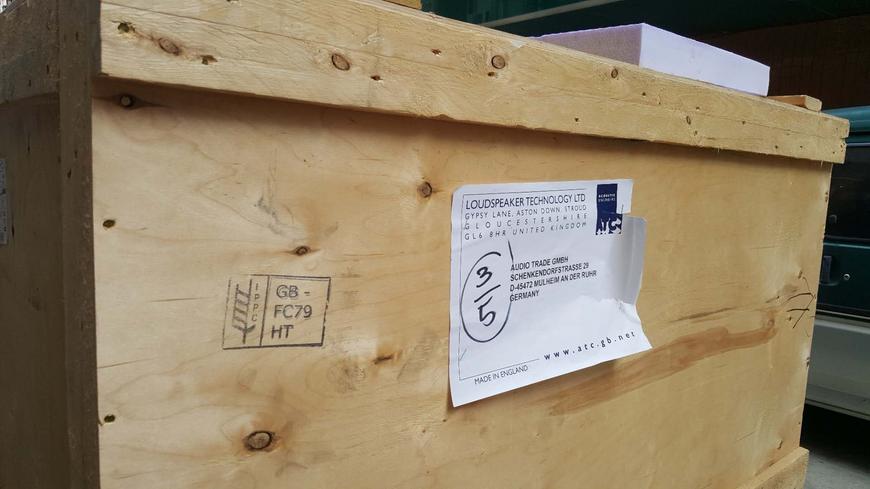 LOUDSPEAKER TECHNOLOGY LTD
GYPSY LANE, ASTON DOWN, STROUD
GLOUCESTERSHIRE
GL6 8HR UNITED KINGDOM
ACOUSTIC
ENGINEERS
ATC
3/5
AUDIO TRADE GMBH
SCHENKENDORFSTRASSE 29
D-45472 MULHEIM AN DER RUHR
GERMANY
www.atc.gb.net
MADE IN ENGLAND
IPPC
GB -
FC79
HT